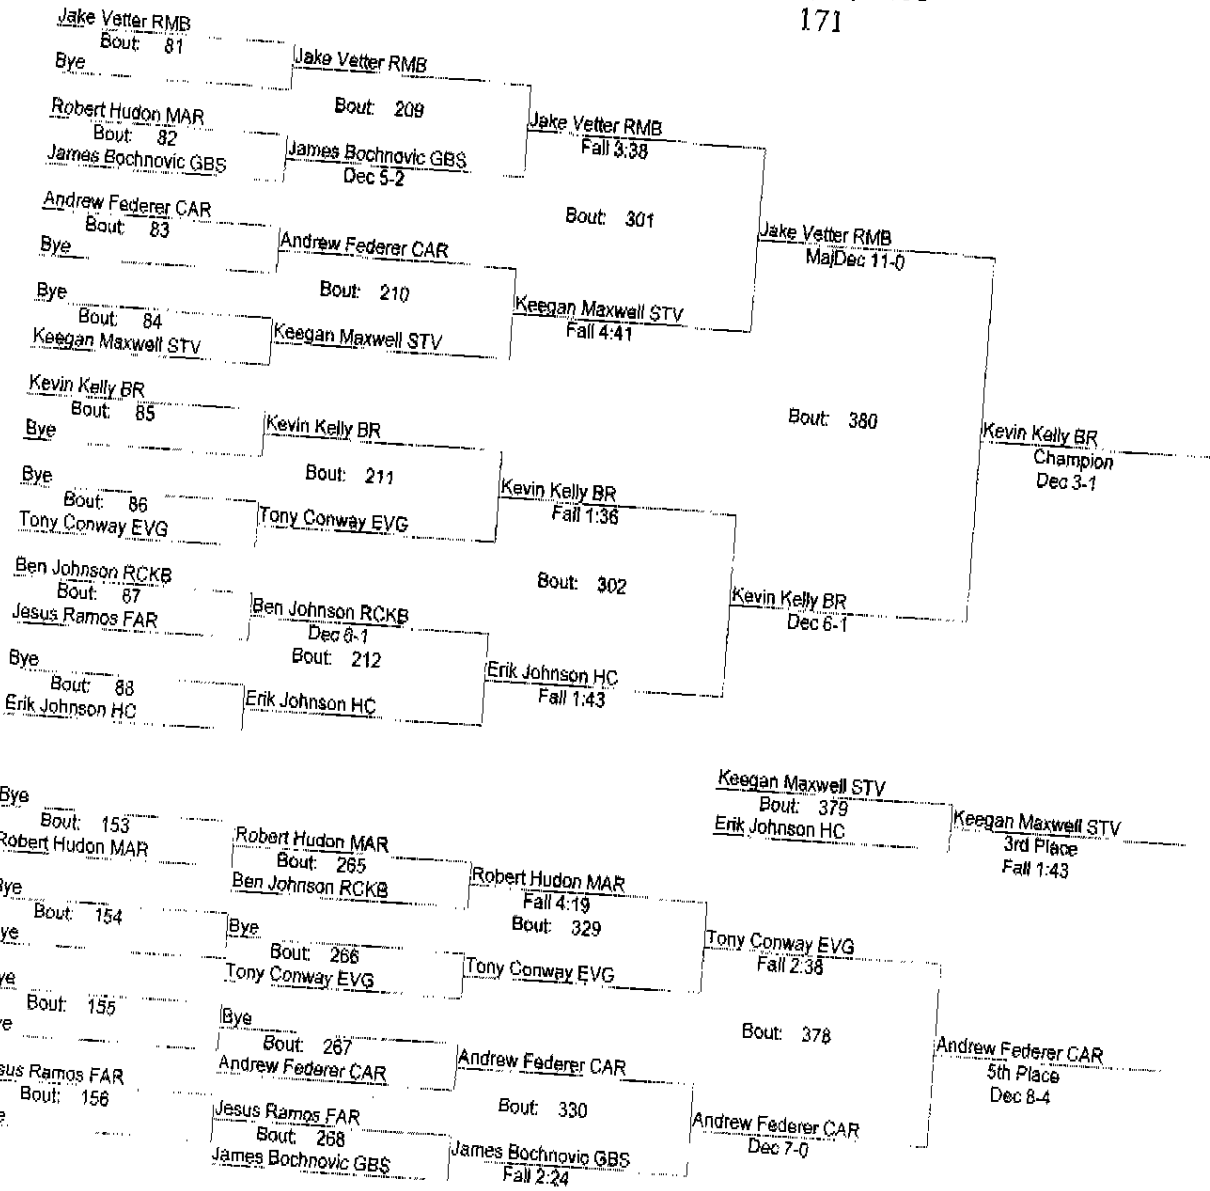 171
Jake Vetter RMB
Bout: 81
Bye
Jake Vetter RMB
Bout: 209
Robert Hudon MAR
Bout: 82
James Bochnovic GBS
James Bochnovic GBS
Dec 5-2
Jake Vetter RMB
Fall 3:38
Bout: 301
Andrew Federer CAR
Bout: 83
Bye
Andrew Federer CAR
Bout: 210
Bye
Bout: 84
Keegan Maxwell STV
Keegan Maxwell STV
Keegan Maxwell STV
Fall 4:41
Jake Vetter RMB
MajDec 11-0
Bout: 380
Kevin Kelly BR
Bout: 85
Bye
Kevin Kelly BR
Bout: 211
Bye
Bout: 86
Tony Conway EVG
Tony Conway EVG
Kevin Kelly BR
Fall 1:36
Bout: 302
Ben Johnson RCKB
Bout: 87
Jesus Ramos FAR
Ben Johnson RCKB
Dec 6-1
Bout: 212
Bye
Bout: 88
Erik Johnson HC
Erik Johnson HC
Erik Johnson HC
Fall 1:43
Kevin Kelly BR
Dec 6-1
Kevin Kelly BR
Champion
Dec 3-1
Keegan Maxwell STV
Bout: 379
Erik Johnson HC
Keegan Maxwell STV
3rd Place
Fall 1:43
Bye
Bout: 153
Robert Hudon MAR
Robert Hudon MAR
Bout: 265
Ben Johnson RCKB
Robert Hudon MAR
Fall 4:19
Bout: 329
Bye
Bout: 154
ye
Bye
Bout: 266
Tony Conway EVG
Tony Conway EVG
Tony Conway EVG
Fall 2:38
Bout: 378
ye
Bout: 155
e
Bye
Bout: 267
Andrew Federer CAR
Andrew Federer CAR
Bout: 330
sus Ramos FAR
Bout: 156
e
Jesus Ramos FAR
Bout: 268
James Bochnovic GBS
James Bochnovic GBS
Fall 2:24
Andrew Federer CAR
Dec 7-0
Andrew Federer CAR
5th Place
Dec 8-4